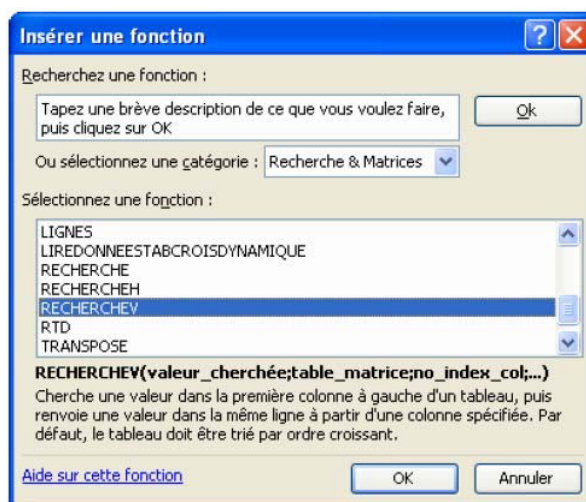 Insérer une fonction
Recherchez une fonction :
Tapez une brève description de ce que vous voulez faire,
puis cliquez sur OK
Ok
Ou sélectionnez une catégorie : Recherche & Matrices
Sélectionnez une fonction :
LIGNES
LIREDONNEESTABCROISDYNAMIQUE
RECHERCHE
RECHERCHEH
RECHERCHEV
RTD
TRANSPOSE
RECHERCHEV(valeur_cherchée;table_matrice;no_index_col;...)
Cherche une valeur dans la première colonne à gauche d'un tableau, puis
renvoie une valeur dans la même ligne à partir d'une colonne spécifiée. Par
défaut, le tableau doit être trié par ordre croissant.
Aide sur cette fonction
OK
Annuler